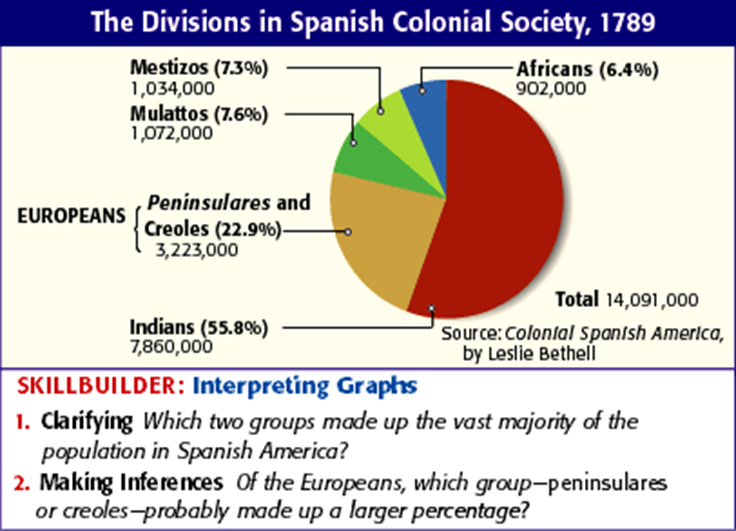 The Divisions in Spanish Colonial Society, 1789
Mestizos (7.3%)
1,034,000
Africans (6.4%)
902,000
Mulattos (7.6%)
1,072,000
EUROPEANS
Peninsulares and
Creoles (22.9%)
3,223,000
Indians (55.8%)
7,860,000
Total 14,091,000
Source: Colonial Spanish America,
by Leslie Bethell
SKILLBUILDER: Interpreting Graphs
1. Clarifying Which two groups made up the vast majority of the
population in Spanish America?
2. Making Inferences Of the Europeans, which group—peninsulares
or creoles—probably made up a larger percentage?